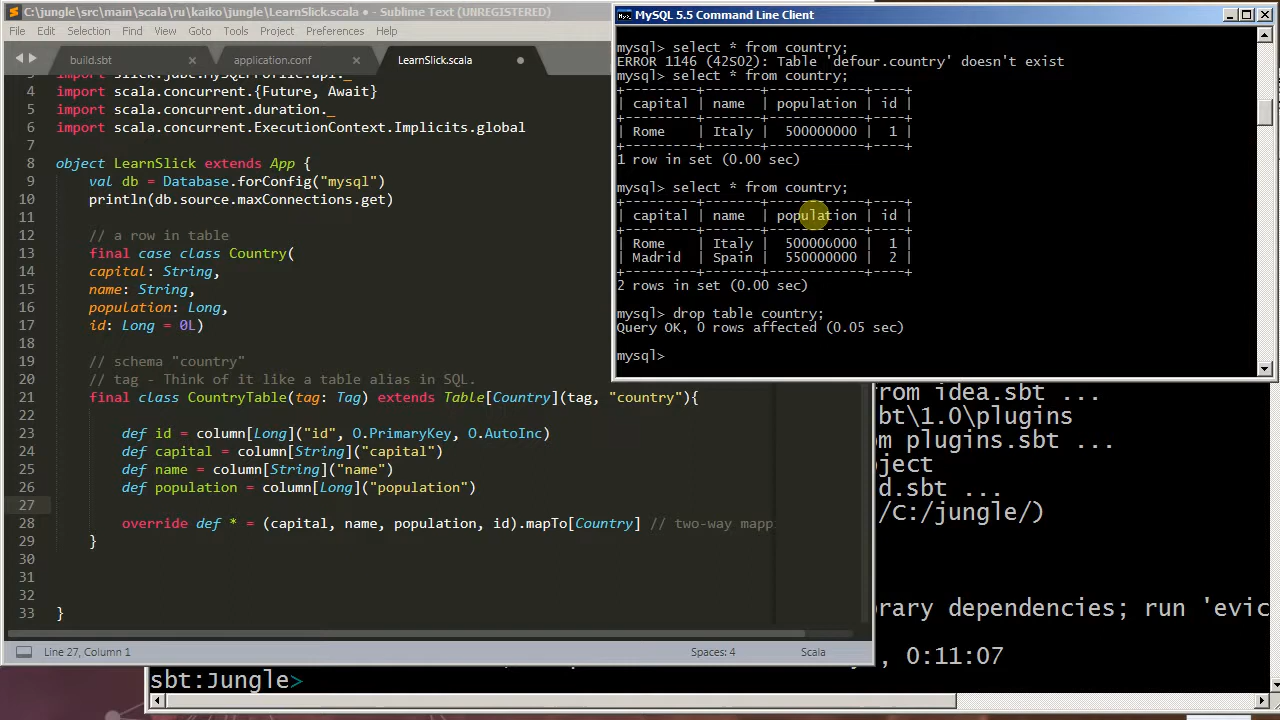 C:\jungle\src\main\scala\ru\kaiko\jungle\LearnSlick.scala • - Sublime Text (UNREGISTERED)
File Edit Selection Find View Goto Tools Project Preferences Help
build.sbt
application.conf
LearnSlick.scala
4 import scala.concurrent.{Future, Await}
5 import scala.concurrent.duration._
6 import scala.concurrent.ExecutionContext.Implicits.global
7
8 object LearnSlick extends App {
9 val db = Database.forConfig("mysql")
10 println(db.source.maxConnections.get)
11
12 // a row in table
13 final case class Country(
14 capital: String,
15 name: String,
16 population: Long,
17 id: Long = 0L)
18
19 // schema "country"
20 // tag - Think of it like a table alias in SQL.
21 final class CountryTable(tag: Tag) extends Table[Country](tag, "country"){
22
23 def id = column[Long]("id", O.PrimaryKey, O.AutoInc)
24 def capital = column[String]("capital")
25 def name = column[String]("name")
26 def population = column[Long]("population")
27
28 override def * = (capital, name, population, id).mapTo[Country] // two-way mapp
29 }
30
31
32
33 }
Line 27, Column 1
Spaces: 4
Scala
MySQL 5.5 Command Line Client
mysql> select * from country;
ERROR 1146 (42S02): Table 'defour.country' doesn't exist
mysql> select * from country;
+---------+-------+------------+----+
| capital | name | population | id |
+---------+-------+------------+----+
| Rome | Italy | 500000000 | 1 |
+---------+-------+------------+----+
1 row in set (0.00 sec)
mysql> select * from country;
+---------+-------+------------+----+
| capital | name | population | id |
+---------+-------+------------+----+
| Rome | Italy | 500000000 | 1 |
| Madrid | Spain | 550000000 | 2 |
+---------+-------+------------+----+
2 rows in set (0.00 sec)
mysql> drop table country;
Query OK, 0 rows affected (0.05 sec)
mysql>
from idea.sbt ...
bt\1.0\plugins
om plugins.sbt ...
oject
d.sbt ...
/C:/jungle/)
rary dependencies; run 'evic
, 0:11:07
sbt:Jungle>